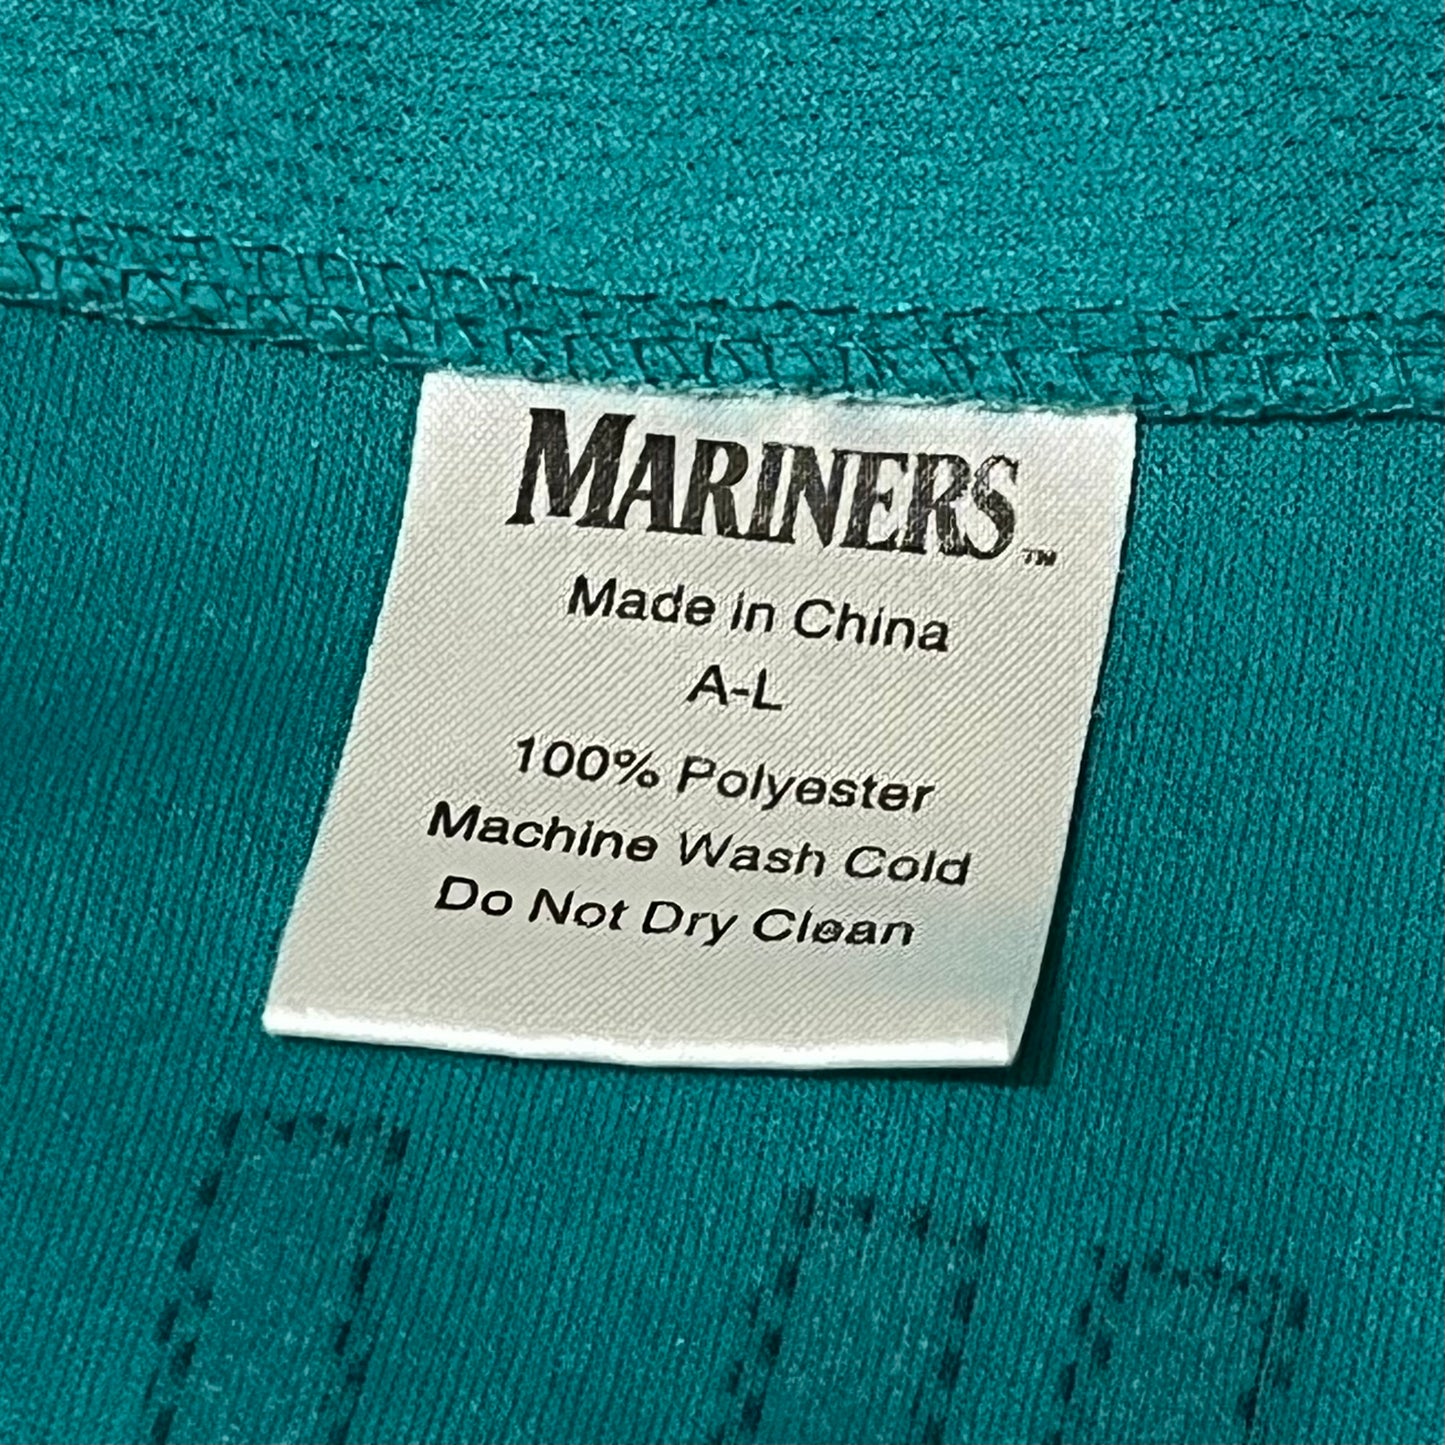 MARINERS™
Made in China
A-L
100% Polyester
Machine Wash Cold
Do Not Dry Clean